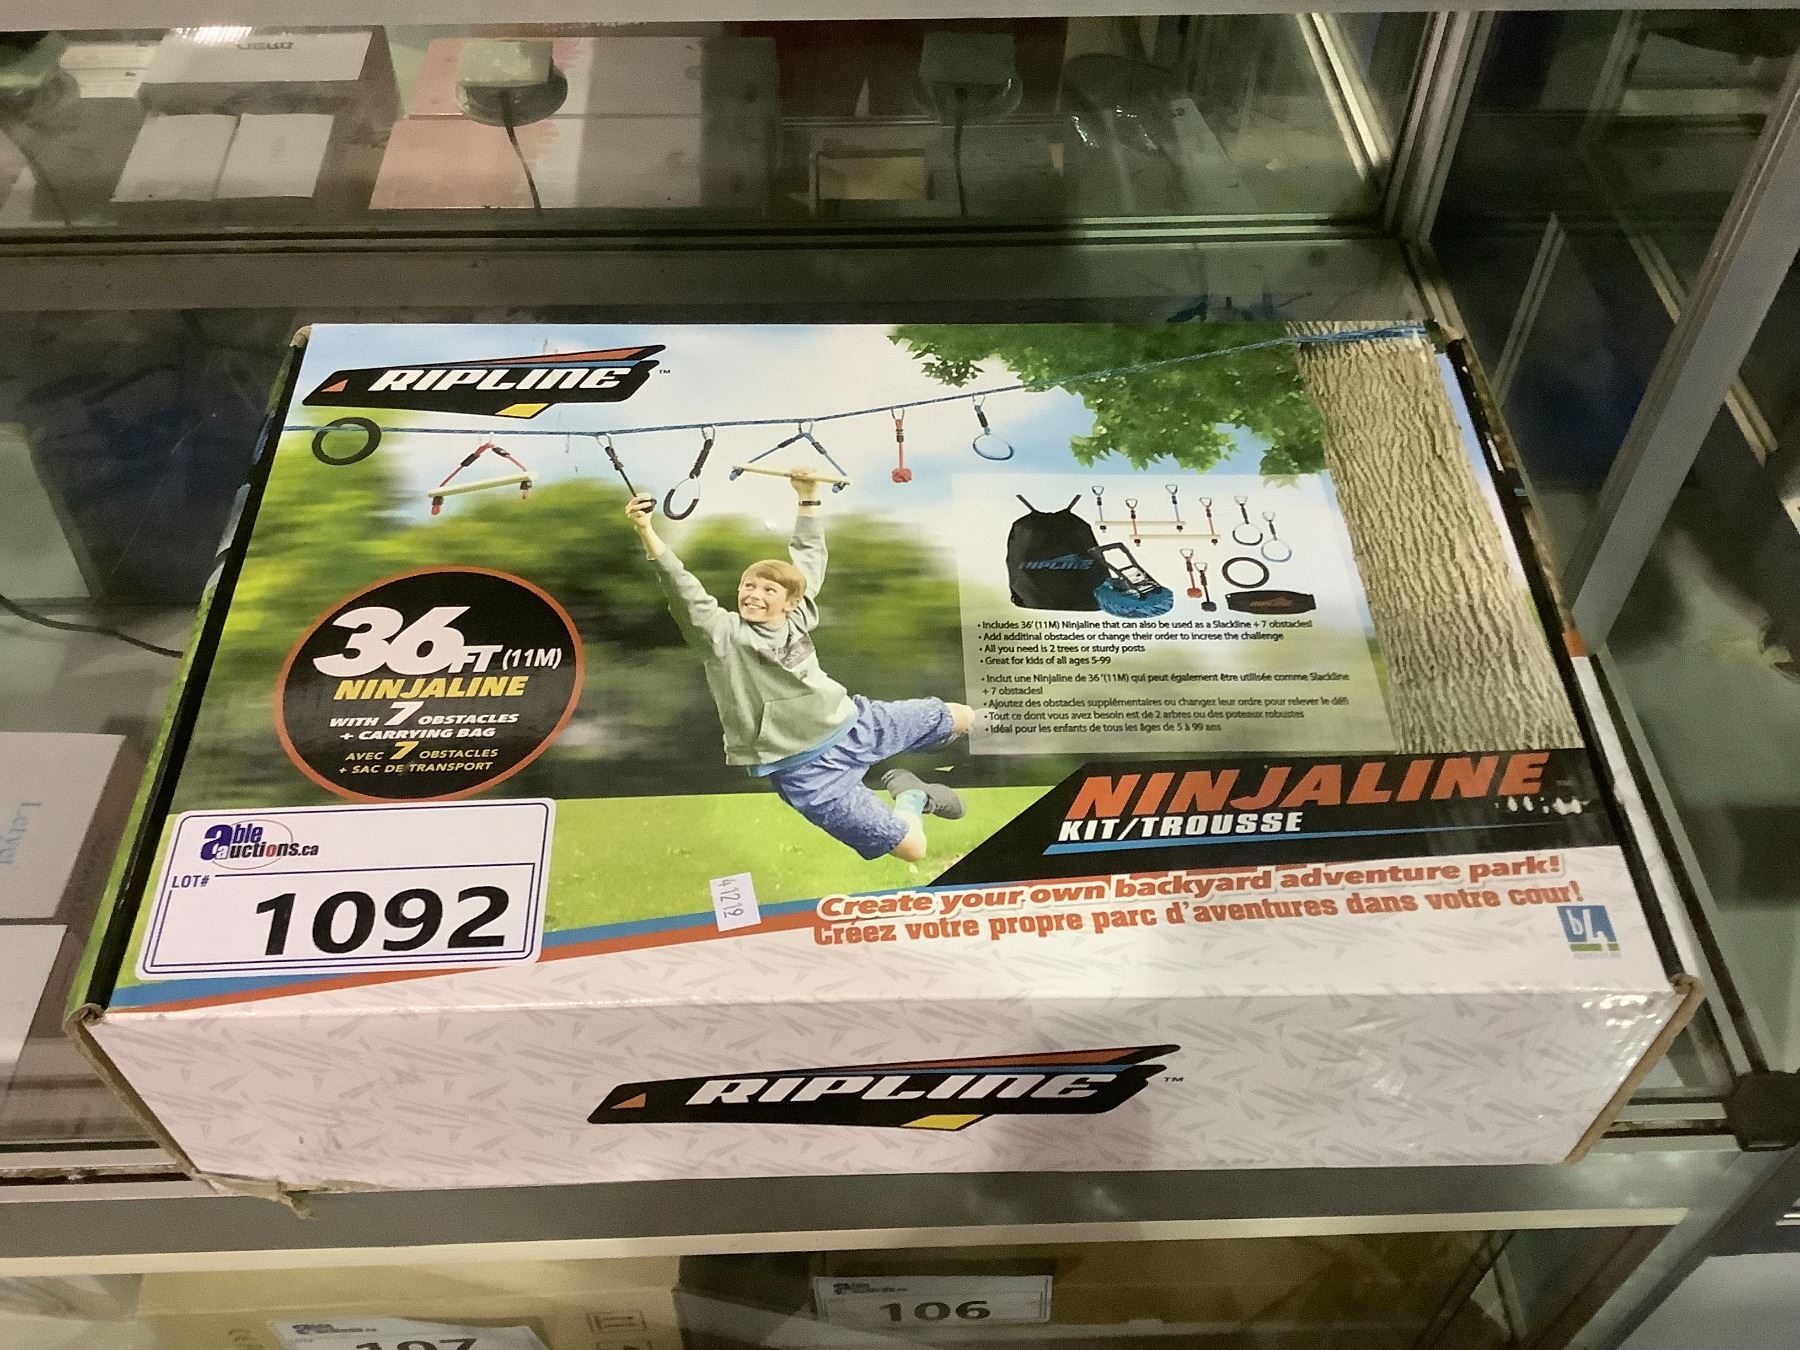 RIPLINE ™
36FT (11M)
NINJALINE
WITH 7 OBSTACLES
+ CARRYING BAG
AVEC 7 OBSTACLES
+ SAC DE TRANSPORT
RIPLINE
• Includes 36' (11M) Ninjaline that can also be used as a Slackline + 7 obstacles!
• Add additinal obstacles or change their order to increse the challenge
• All you need is 2 trees or sturdy posts
• Great for kids of all ages 5-99
• Inclut une Ninjaline de 36 '(11M) qui peut également être utilisée comme Slackline
+ 7 obstacles!
• Ajoutez des obstacles supplémentaires ou changez leur ordre pour relever le défi
• Tout ce dont vous avez besoin est de 2 arbres ou des poteaux robustes
• Idéal pour les enfants de tous les âges de 5 à 99 ans
NINJALINE
KIT/TROUSSE
Create your own backyard adventure park!
Créez votre propre parc d'aventures dans votre cour!
able auctions.ca
LOT#
1092
41219
RIPLINE ™
106
107